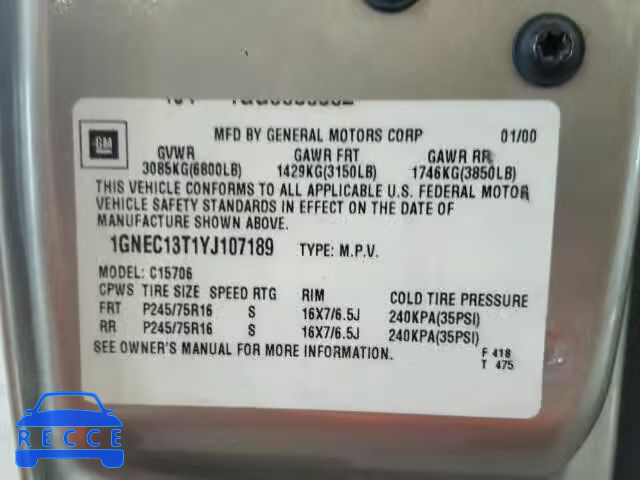 MFD BY GENERAL MOTORS CORP 01/00
GM
GVWR GAWR FRT GAWR RR
3085KG(6800LB) 1429KG(3150LB) 1746KG(3850LB)
THIS VEHICLE CONFORMS TO ALL APPLICABLE U.S. FEDERAL MOTOR
VEHICLE SAFETY STANDARDS IN EFFECT ON THE DATE OF
MANUFACTURE SHOWN ABOVE.
1GNEC13T1YJ107189 TYPE: M.P.V.
MODEL: C15706
CPWS TIRE SIZE SPEED RTG RIM COLD TIRE PRESSURE
FRT P245/75R16 S 16X7/6.5J 240KPA(35PSI)
RR P245/75R16 S 16X7/6.5J 240KPA(35PSI)
SEE OWNER'S MANUAL FOR MORE INFORMATION.
F 418
T 475
RECCE